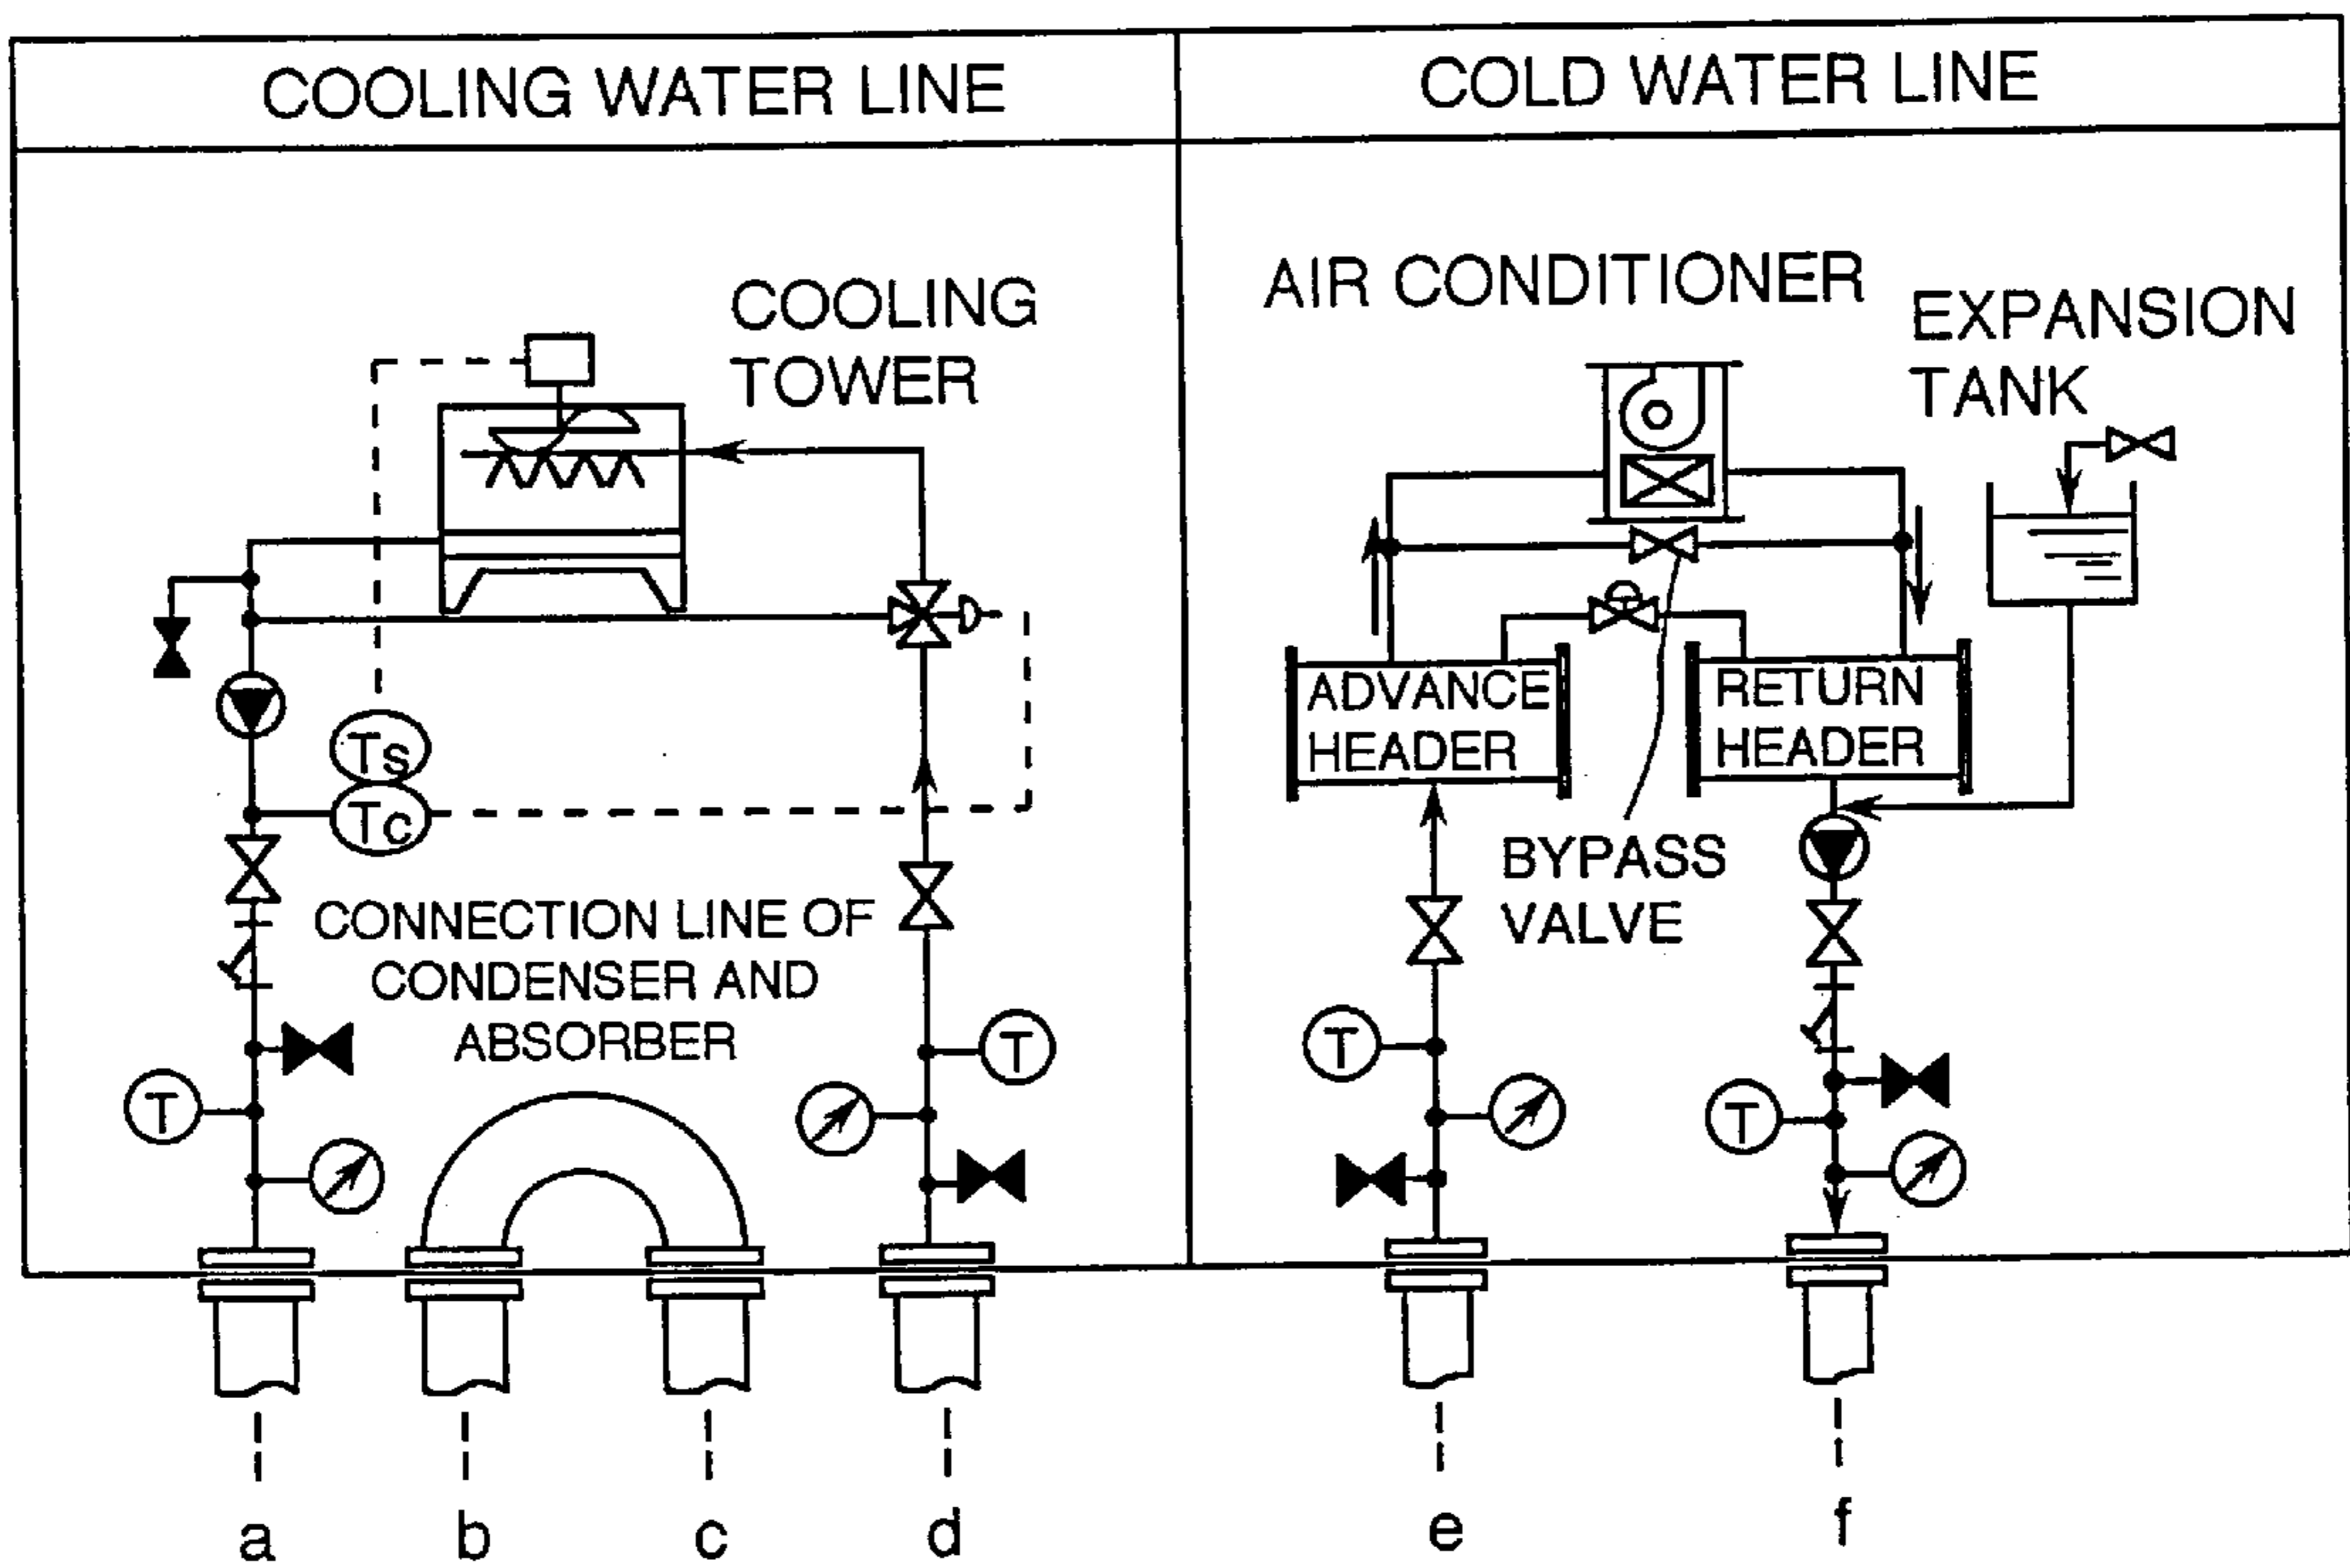 COOLING WATER LINE
COLD WATER LINE
COOLING
TOWER
AIR CONDITIONER
EXPANSION
TANK
Ts
Tc
ADVANCE
HEADER
RETURN
HEADER
BYPASS
VALVE
CONNECTION LINE OF
CONDENSER AND
ABSORBER
T
T
T
T
a
b
c
d
e
f